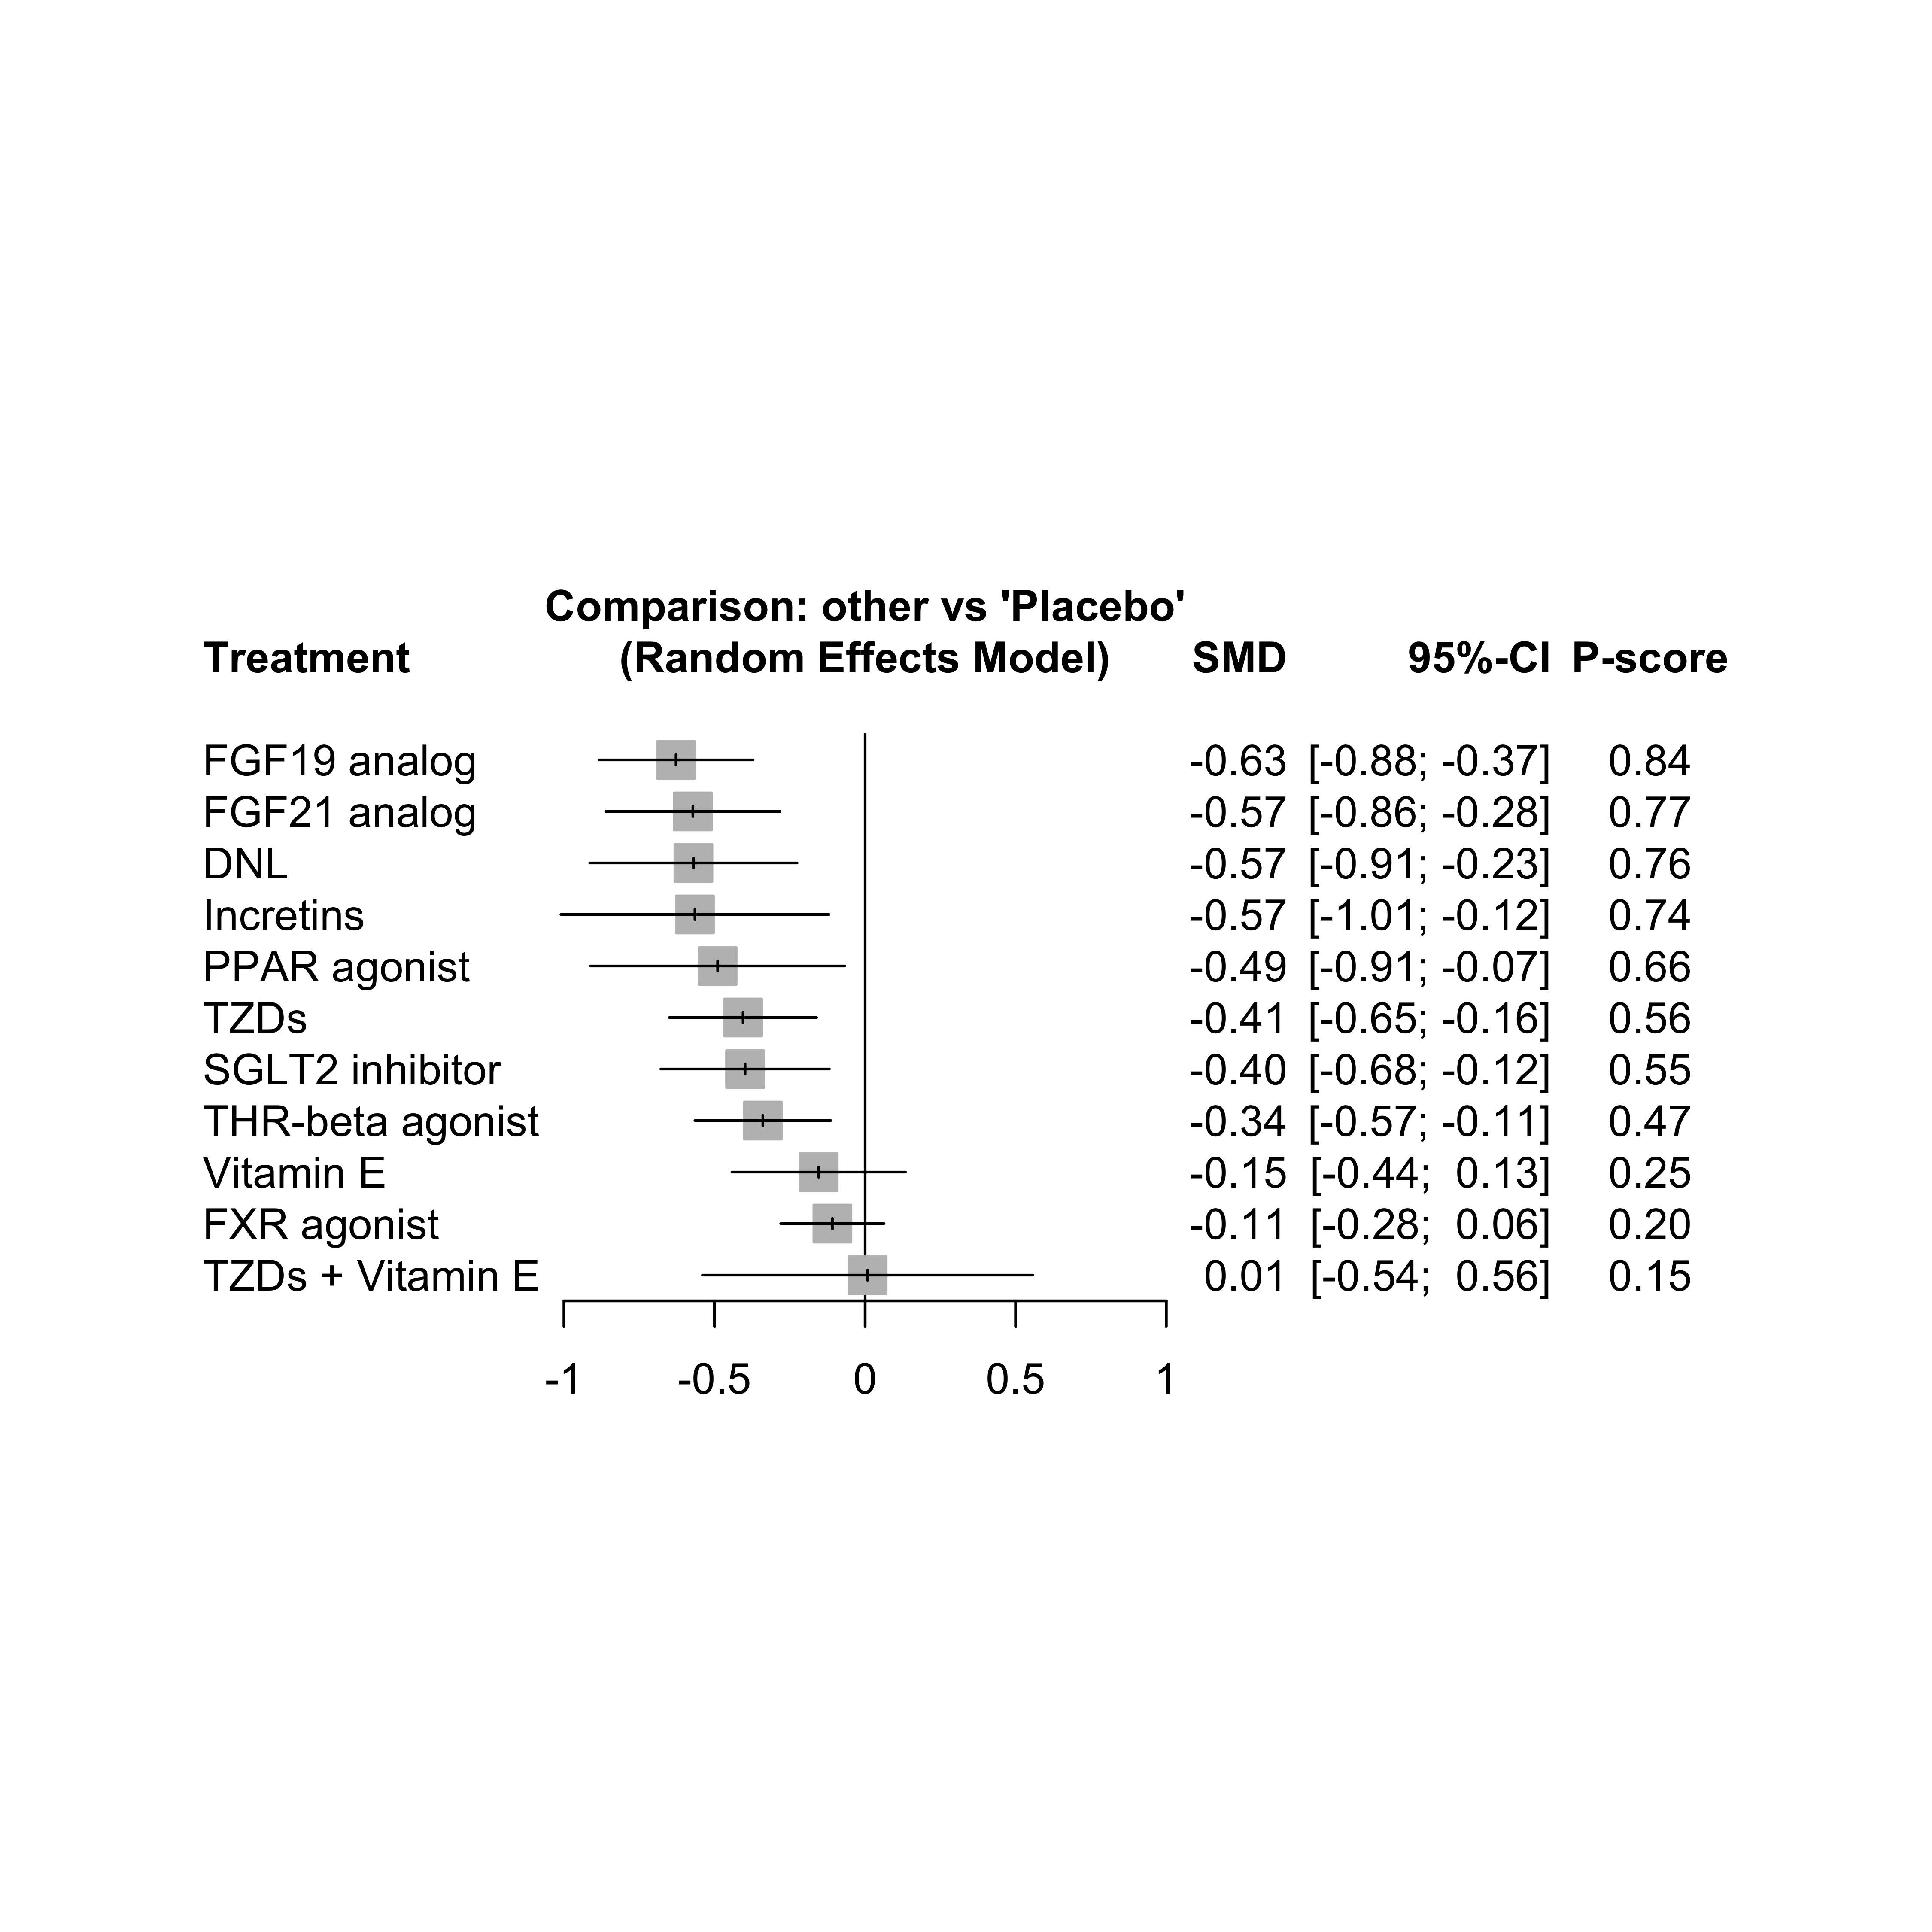 Comparison: other vs 'Placebo'
Treatment (Random Effects Model) SMD 95%-CI P-score
FGF19 analog -0.63 [-0.88; -0.37] 0.84
FGF21 analog -0.57 [-0.86; -0.28] 0.77
DNL -0.57 [-0.91; -0.23] 0.76
Incretins -0.57 [-1.01; -0.12] 0.74
PPAR agonist -0.49 [-0.91; -0.07] 0.66
TZDs -0.41 [-0.65; -0.16] 0.56
SGLT2 inhibitor -0.40 [-0.68; -0.12] 0.55
THR-beta agonist -0.34 [-0.57; -0.11] 0.47
Vitamin E -0.15 [-0.44; 0.13] 0.25
FXR agonist -0.11 [-0.28; 0.06] 0.20
TZDs + Vitamin E 0.01 [-0.54; 0.56] 0.15
-1 -0.5 0 0.5 1